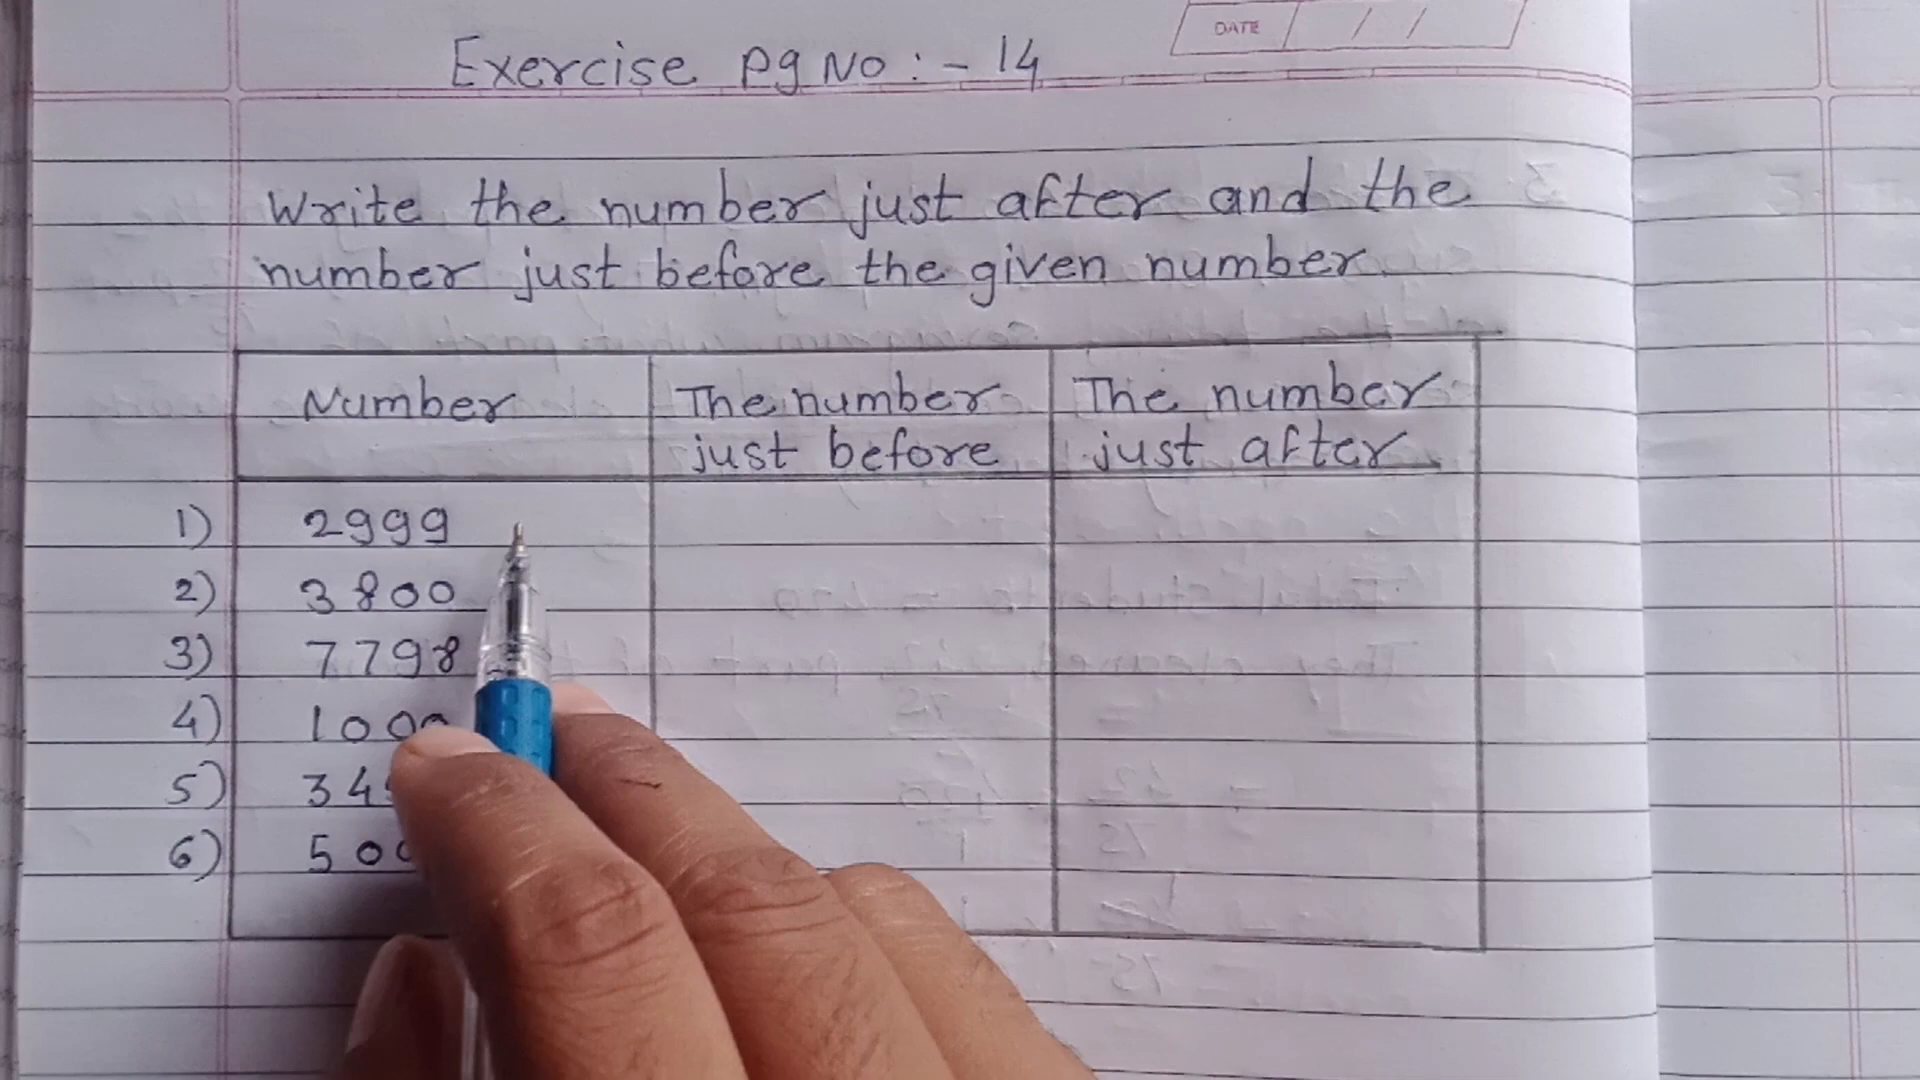 DATE / /
Exercise pg No : - 14
Write the number just after and the
number just before the given number.
Number The number just before The number just after
1) 2999
2) 3800
3) 7798
4)
5)
6)